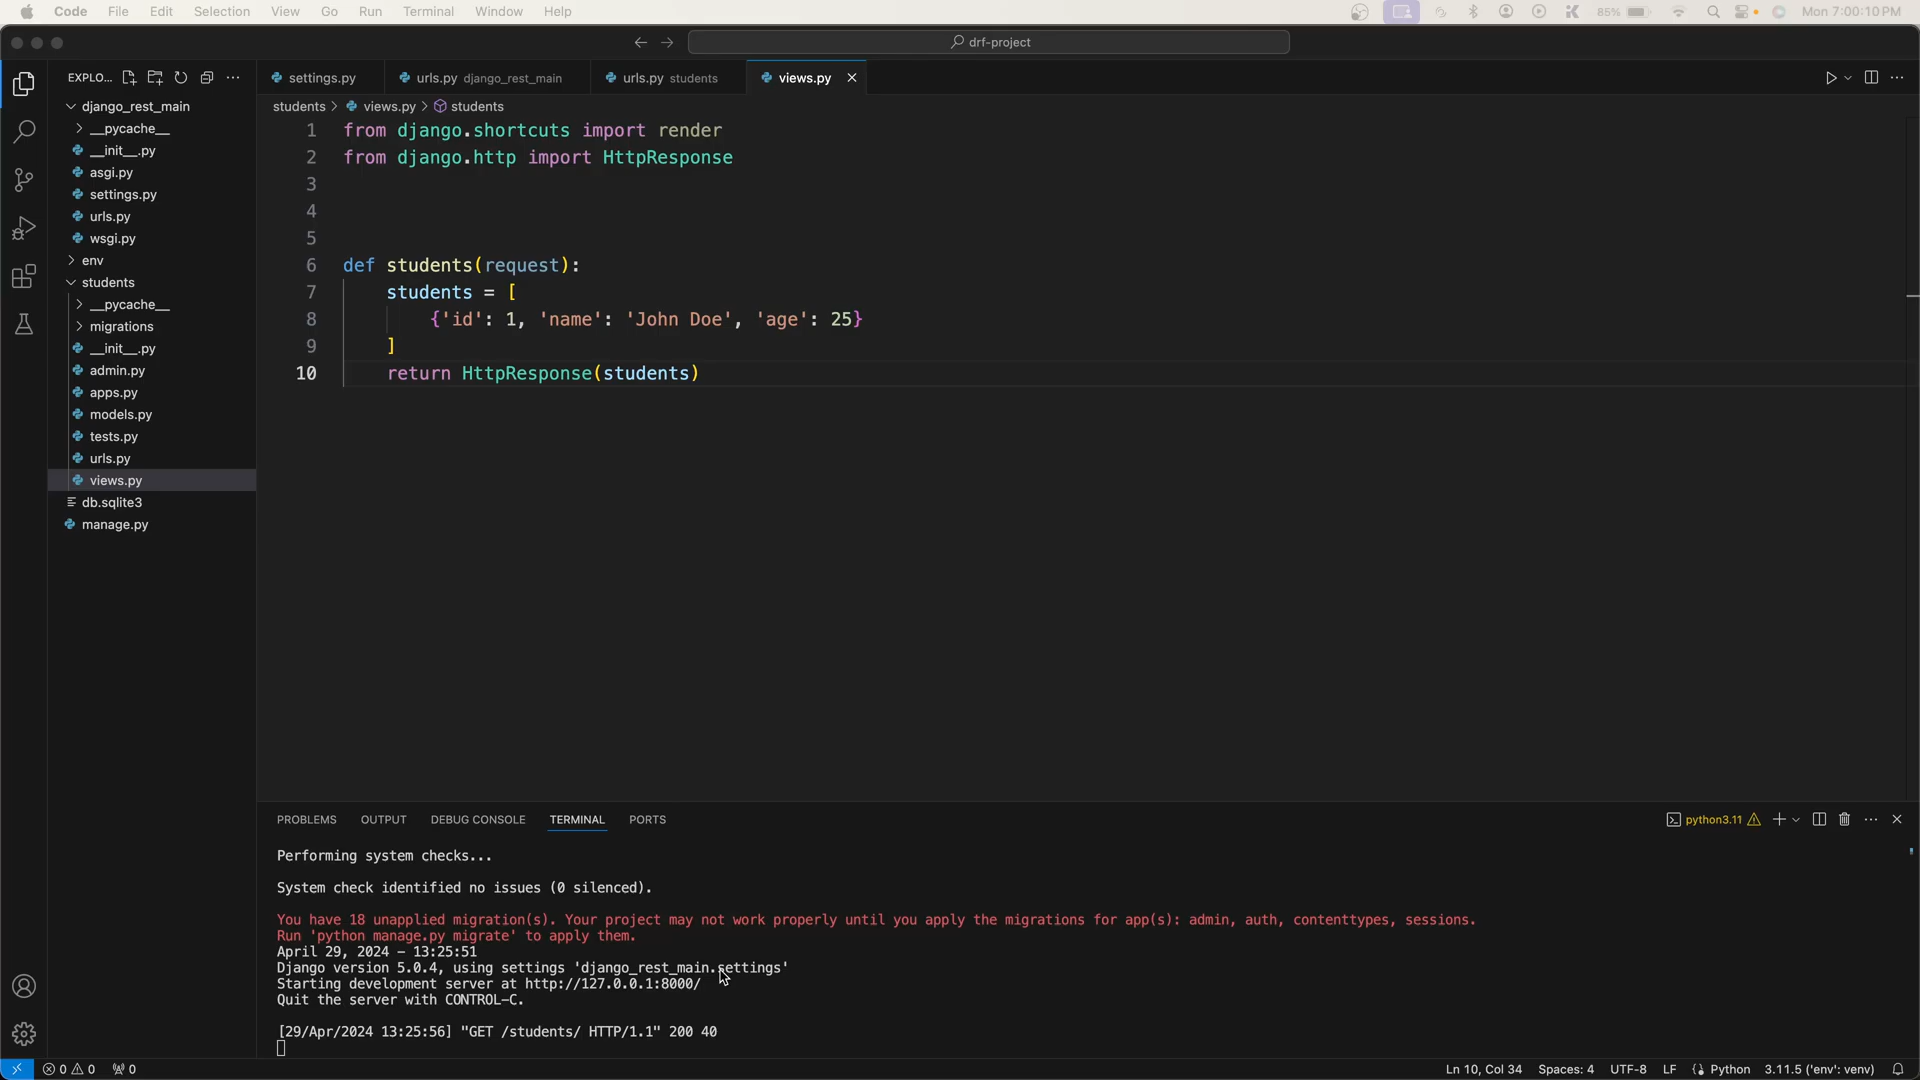 Code File Edit Selection View Go Run Terminal Window Help 85% Mon 7:00:10 PM
drf-project
EXPLO...
settings.py
urls.py django_rest_main
urls.py students
views.py
django_rest_main
__pycache__
__init__.py
asgi.py
settings.py
urls.py
wsgi.py
env
students
__pycache__
migrations
__init__.py
admin.py
apps.py
models.py
tests.py
urls.py
views.py
db.sqlite3
manage.py
students > views.py > students
1 from django.shortcuts import render
2 from django.http import HttpResponse
3
4
5
6 def students(request):
7 students = [
8 {'id': 1, 'name': 'John Doe', 'age': 25}
9 ]
10 return HttpResponse(students)
PROBLEMS OUTPUT DEBUG CONSOLE TERMINAL PORTS
python3.11
Performing system checks...
System check identified no issues (0 silenced).
You have 18 unapplied migration(s). Your project may not work properly until you apply the migrations for app(s): admin, auth, contenttypes, sessions.
Run 'python manage.py migrate' to apply them.
April 29, 2024 - 13:25:51
Django version 5.0.4, using settings 'django_rest_main.settings'
Starting development server at http://127.0.0.1:8000/
Quit the server with CONTROL-C.
[29/Apr/2024 13:25:56] "GET /students/ HTTP/1.1" 200 40
0 0 0 Ln 10, Col 34 Spaces: 4 UTF-8 LF Python 3.11.5 ('env': venv)